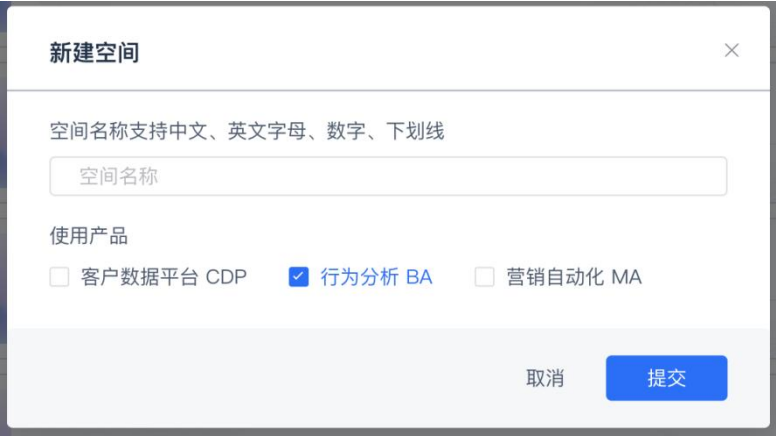 新建空间
空间名称支持中文、英文字母、数字、下划线
空间名称
使用产品
客户数据平台 CDP 行为分析 BA 营销自动化 MA
取消 提交